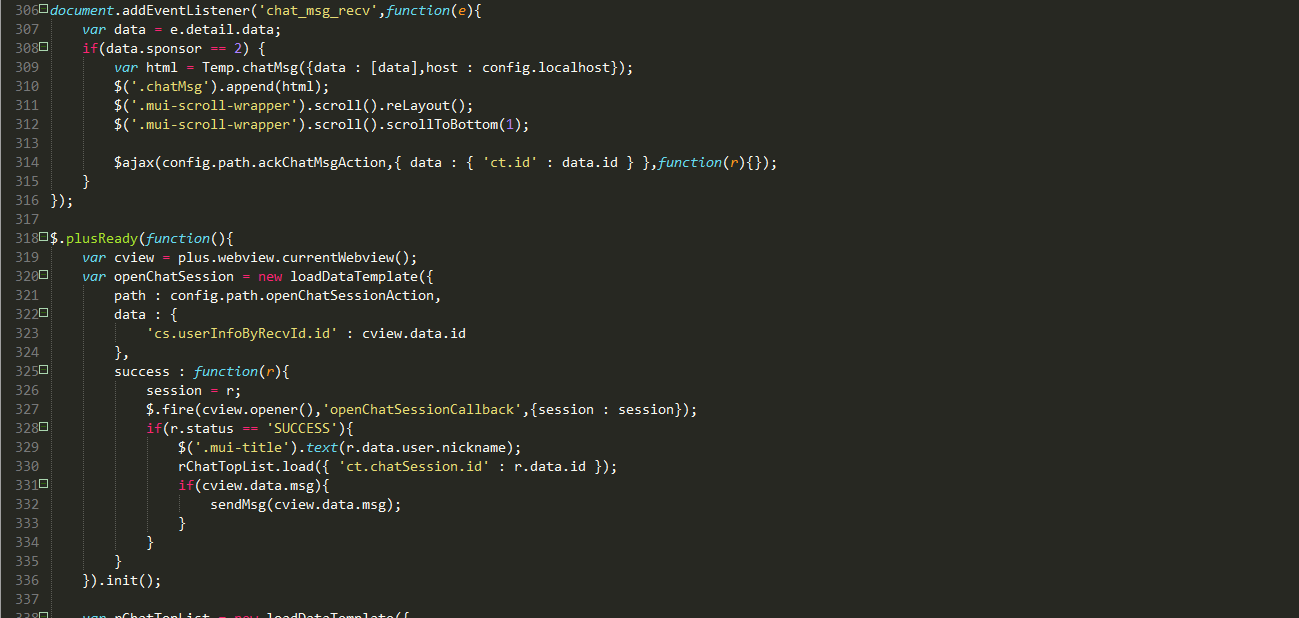 306 document.addEventListener('chat_msg_recv',function(e){
307     var data = e.detail.data;
308     if(data.sponsor == 2) {
309         var html = Temp.chatMsg({data : [data],host : config.localhost});
310         $('.chatMsg').append(html);
311         $('.mui-scroll-wrapper').scroll().reLayout();
312         $('.mui-scroll-wrapper').scroll().scrollToBottom(1);
313
314         $ajax(config.path.ackChatMsgAction,{ data : { 'ct.id' : data.id } },function(r){});
315     }
316 });
317
318 $.plusReady(function(){
319     var cview = plus.webview.currentWebview();
320     var openChatSession = new loadDataTemplate({
321         path : config.path.openChatSessionAction,
322         data : {
323             'cs.userInfoByRecvId.id' : cview.data.id
324         },
325         success : function(r){
326             session = r;
327             $.fire(cview.opener(),'openChatSessionCallback',{session : session});
328             if(r.status == 'SUCCESS'){
329                 $('.mui-title').text(r.data.user.nickname);
330                 rChatTopList.load({ 'ct.chatSession.id' : r.data.id });
331                 if(cview.data.msg){
332                     sendMsg(cview.data.msg);
333                 }
334             }
335         }
336     }).init();
337
338     var rChatTopList = new loadDataTemplate({